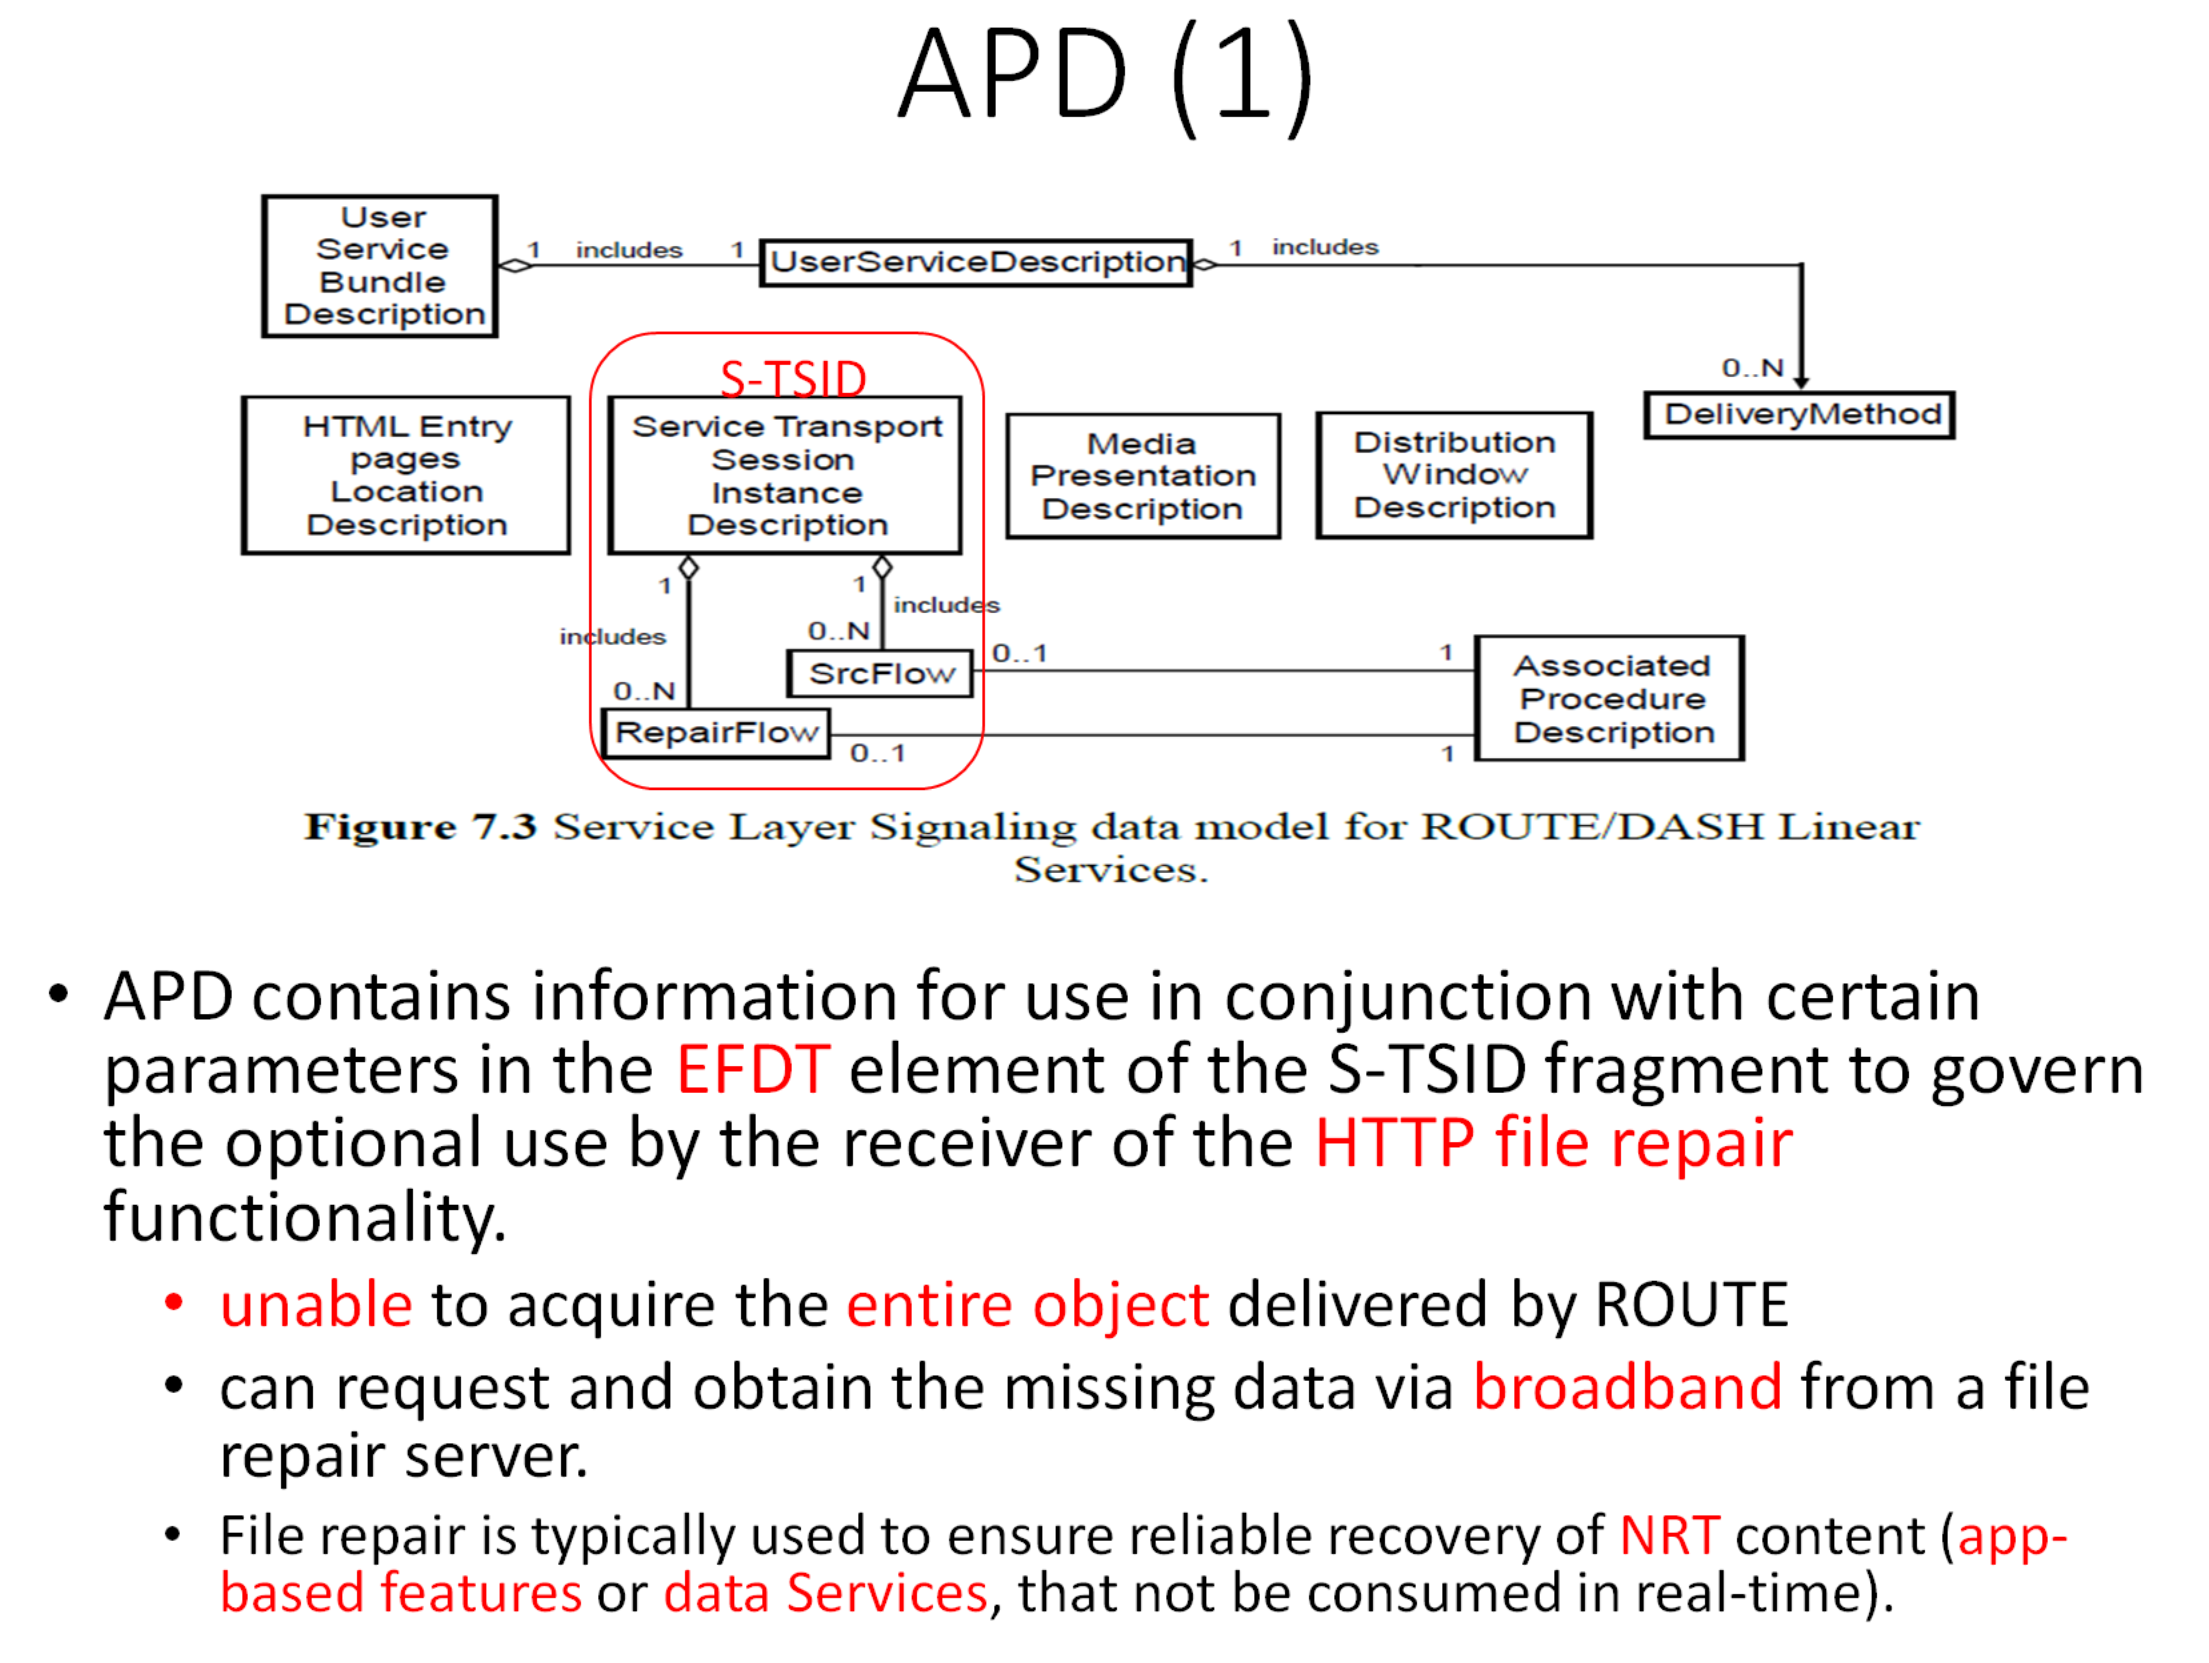 APD (1)
User
Service
Bundle
Description
1 includes 1
UserServiceDescription
1 includes
0..N
DeliveryMethod
S-TSID
HTML Entry
pages
Location
Description
Service Transport
Session
Instance
Description
Media
Presentation
Description
Distribution
Window
Description
1
includes
0..N
1
includes
0..N
SrcFlow
0..1
1
RepairFlow
0..1
1
Associated
Procedure
Description
Figure 7.3 Service Layer Signaling data model for ROUTE/DASH Linear
Services.
• APD contains information for use in conjunction with certain
parameters in the EFDT element of the S-TSID fragment to govern
the optional use by the receiver of the HTTP file repair
functionality.
• unable to acquire the entire object delivered by ROUTE
• can request and obtain the missing data via broadband from a file
repair server.
• File repair is typically used to ensure reliable recovery of NRT content (app-
based features or data Services, that not be consumed in real-time).